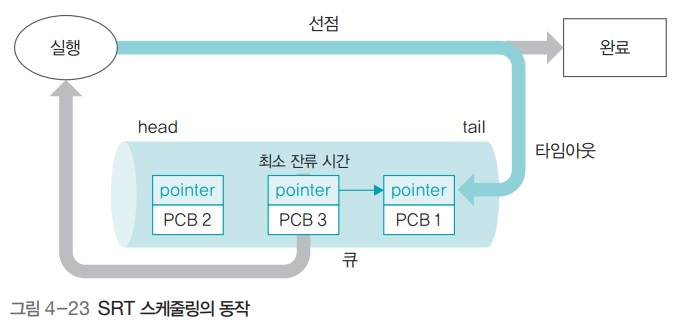 선점
실행
완료
head
tail
타임아웃
최소 잔류 시간
pointer
pointer
pointer
PCB 2
PCB 3
PCB 1
큐
그림 4-23 SRT 스케줄링의 동작